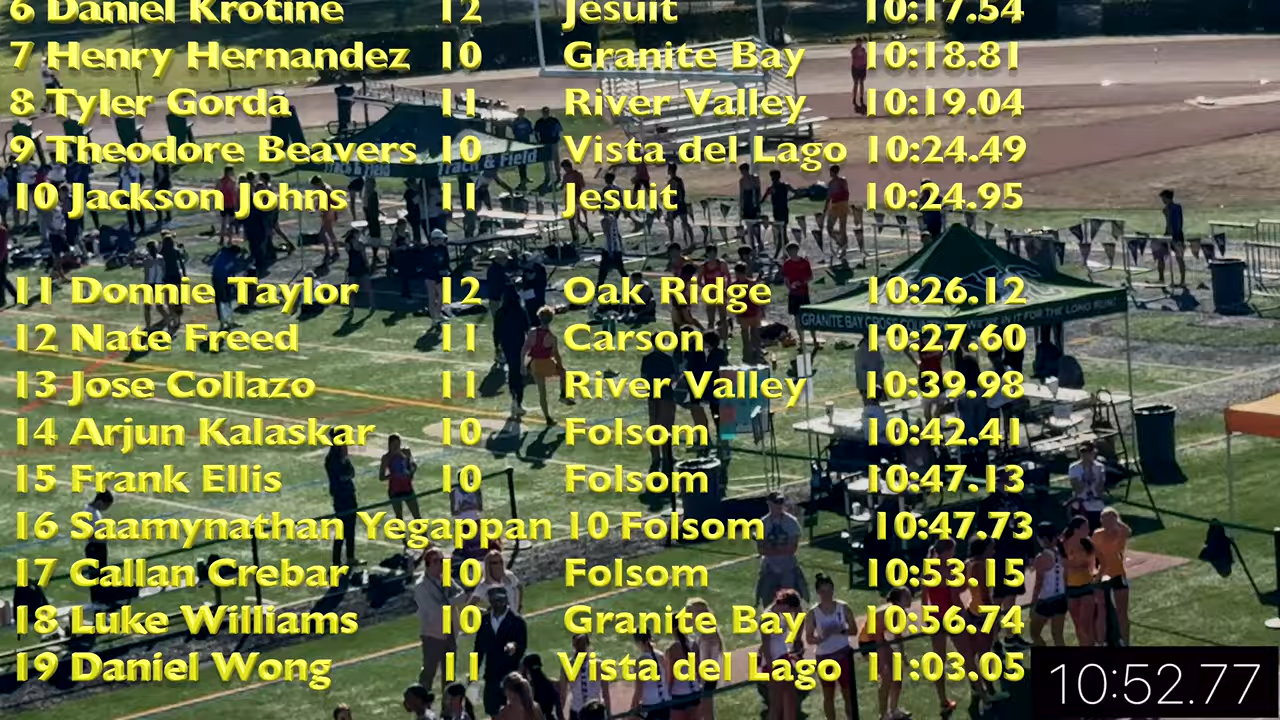 6 Daniel Krotine 12 Jesuit 10:17.54
7 Henry Hernandez 10 Granite Bay 10:18.81
8 Tyler Gorda 11 River Valley 10:19.04
9 Theodore Beavers 10 Vista del Lago 10:24.49
Track & Field Track & Field
10 Jackson Johns 11 Jesuit 10:24.95
11 Donnie Taylor 12 Oak Ridge 10:26.12
GRANITE BAY CROSS
12 Nate Freed 11 Carson 10:27.60
13 Jose Collazo 11 River Valley 10:39.98
14 Arjun Kalaskar 10 Folsom 10:42.41
15 Frank Ellis 10 Folsom 10:47.13
16 Saamynathan Yegappan 10 Folsom 10:47.73
17 Callan Crebar 10 Folsom 10:53.15
18 Luke Williams 10 Granite Bay 10:56.74
19 Daniel Wong 11 Vista del Lago 11:03.05
10:52.77